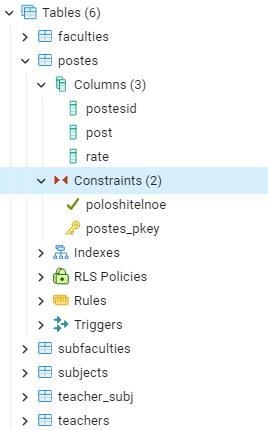 Tables (6)
faculties
postes
Columns (3)
postesid
post
rate
Constraints (2)
poloshitelnoe
postes_pkey
Indexes
RLS Policies
Rules
Triggers
subfaculties
subjects
teacher_subj
teachers